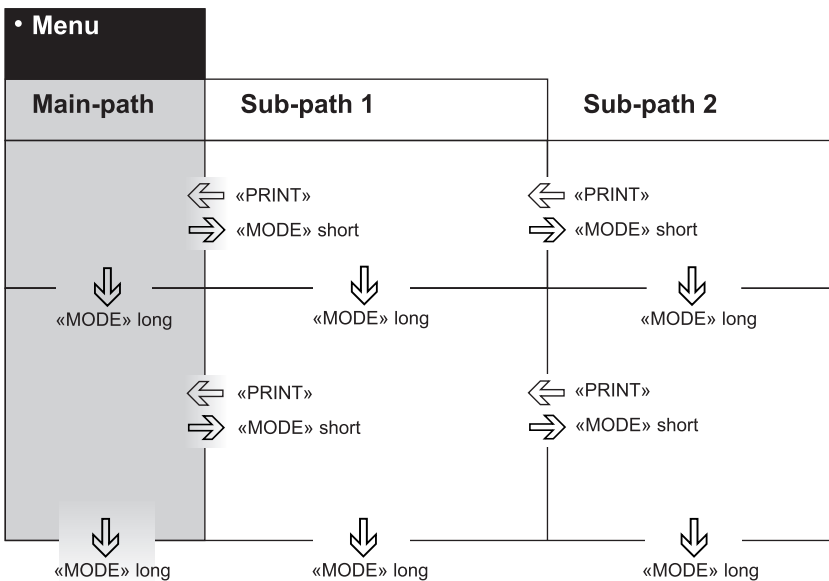 • Menu
Main-path Sub-path 1 Sub-path 2
«PRINT» «PRINT»
«MODE» short «MODE» short
«MODE» long «MODE» long «MODE» long
«PRINT» «PRINT»
«MODE» short «MODE» short
«MODE» long «MODE» long «MODE» long